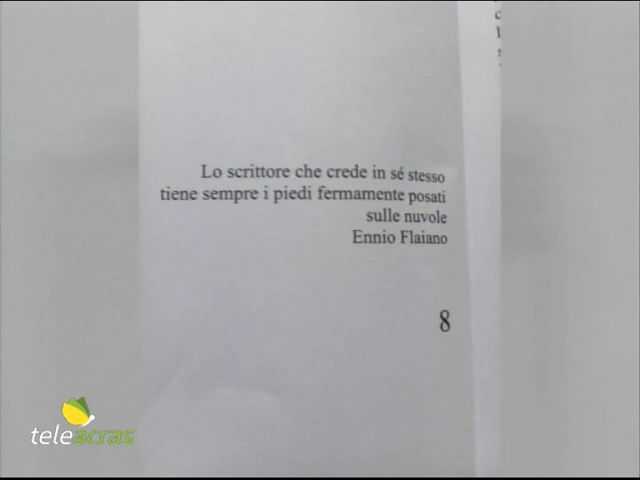 Lo scrittore che crede in sé stesso
tiene sempre i piedi fermamente posati
sulle nuvole
Ennio Flaiano
8
teleacras